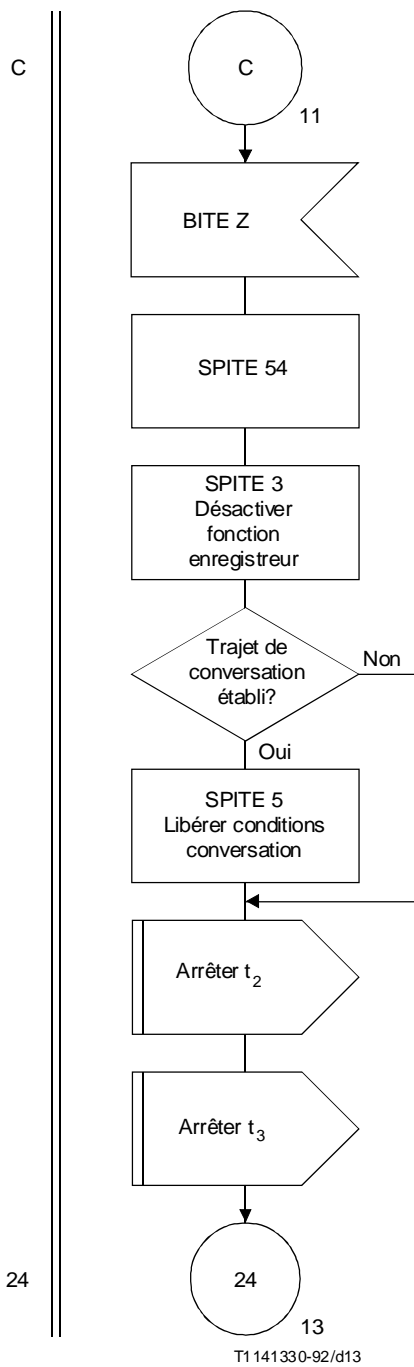 C
C
11
BITE Z
SPITE 54
SPITE 3
Désactiver
fonction
enregistreur
Trajet de
conversation
établi?
Non
Oui
SPITE 5
Libérer conditions
conversation
Arrêter t2
Arrêter t3
24
24
13
T1141330-92/d13